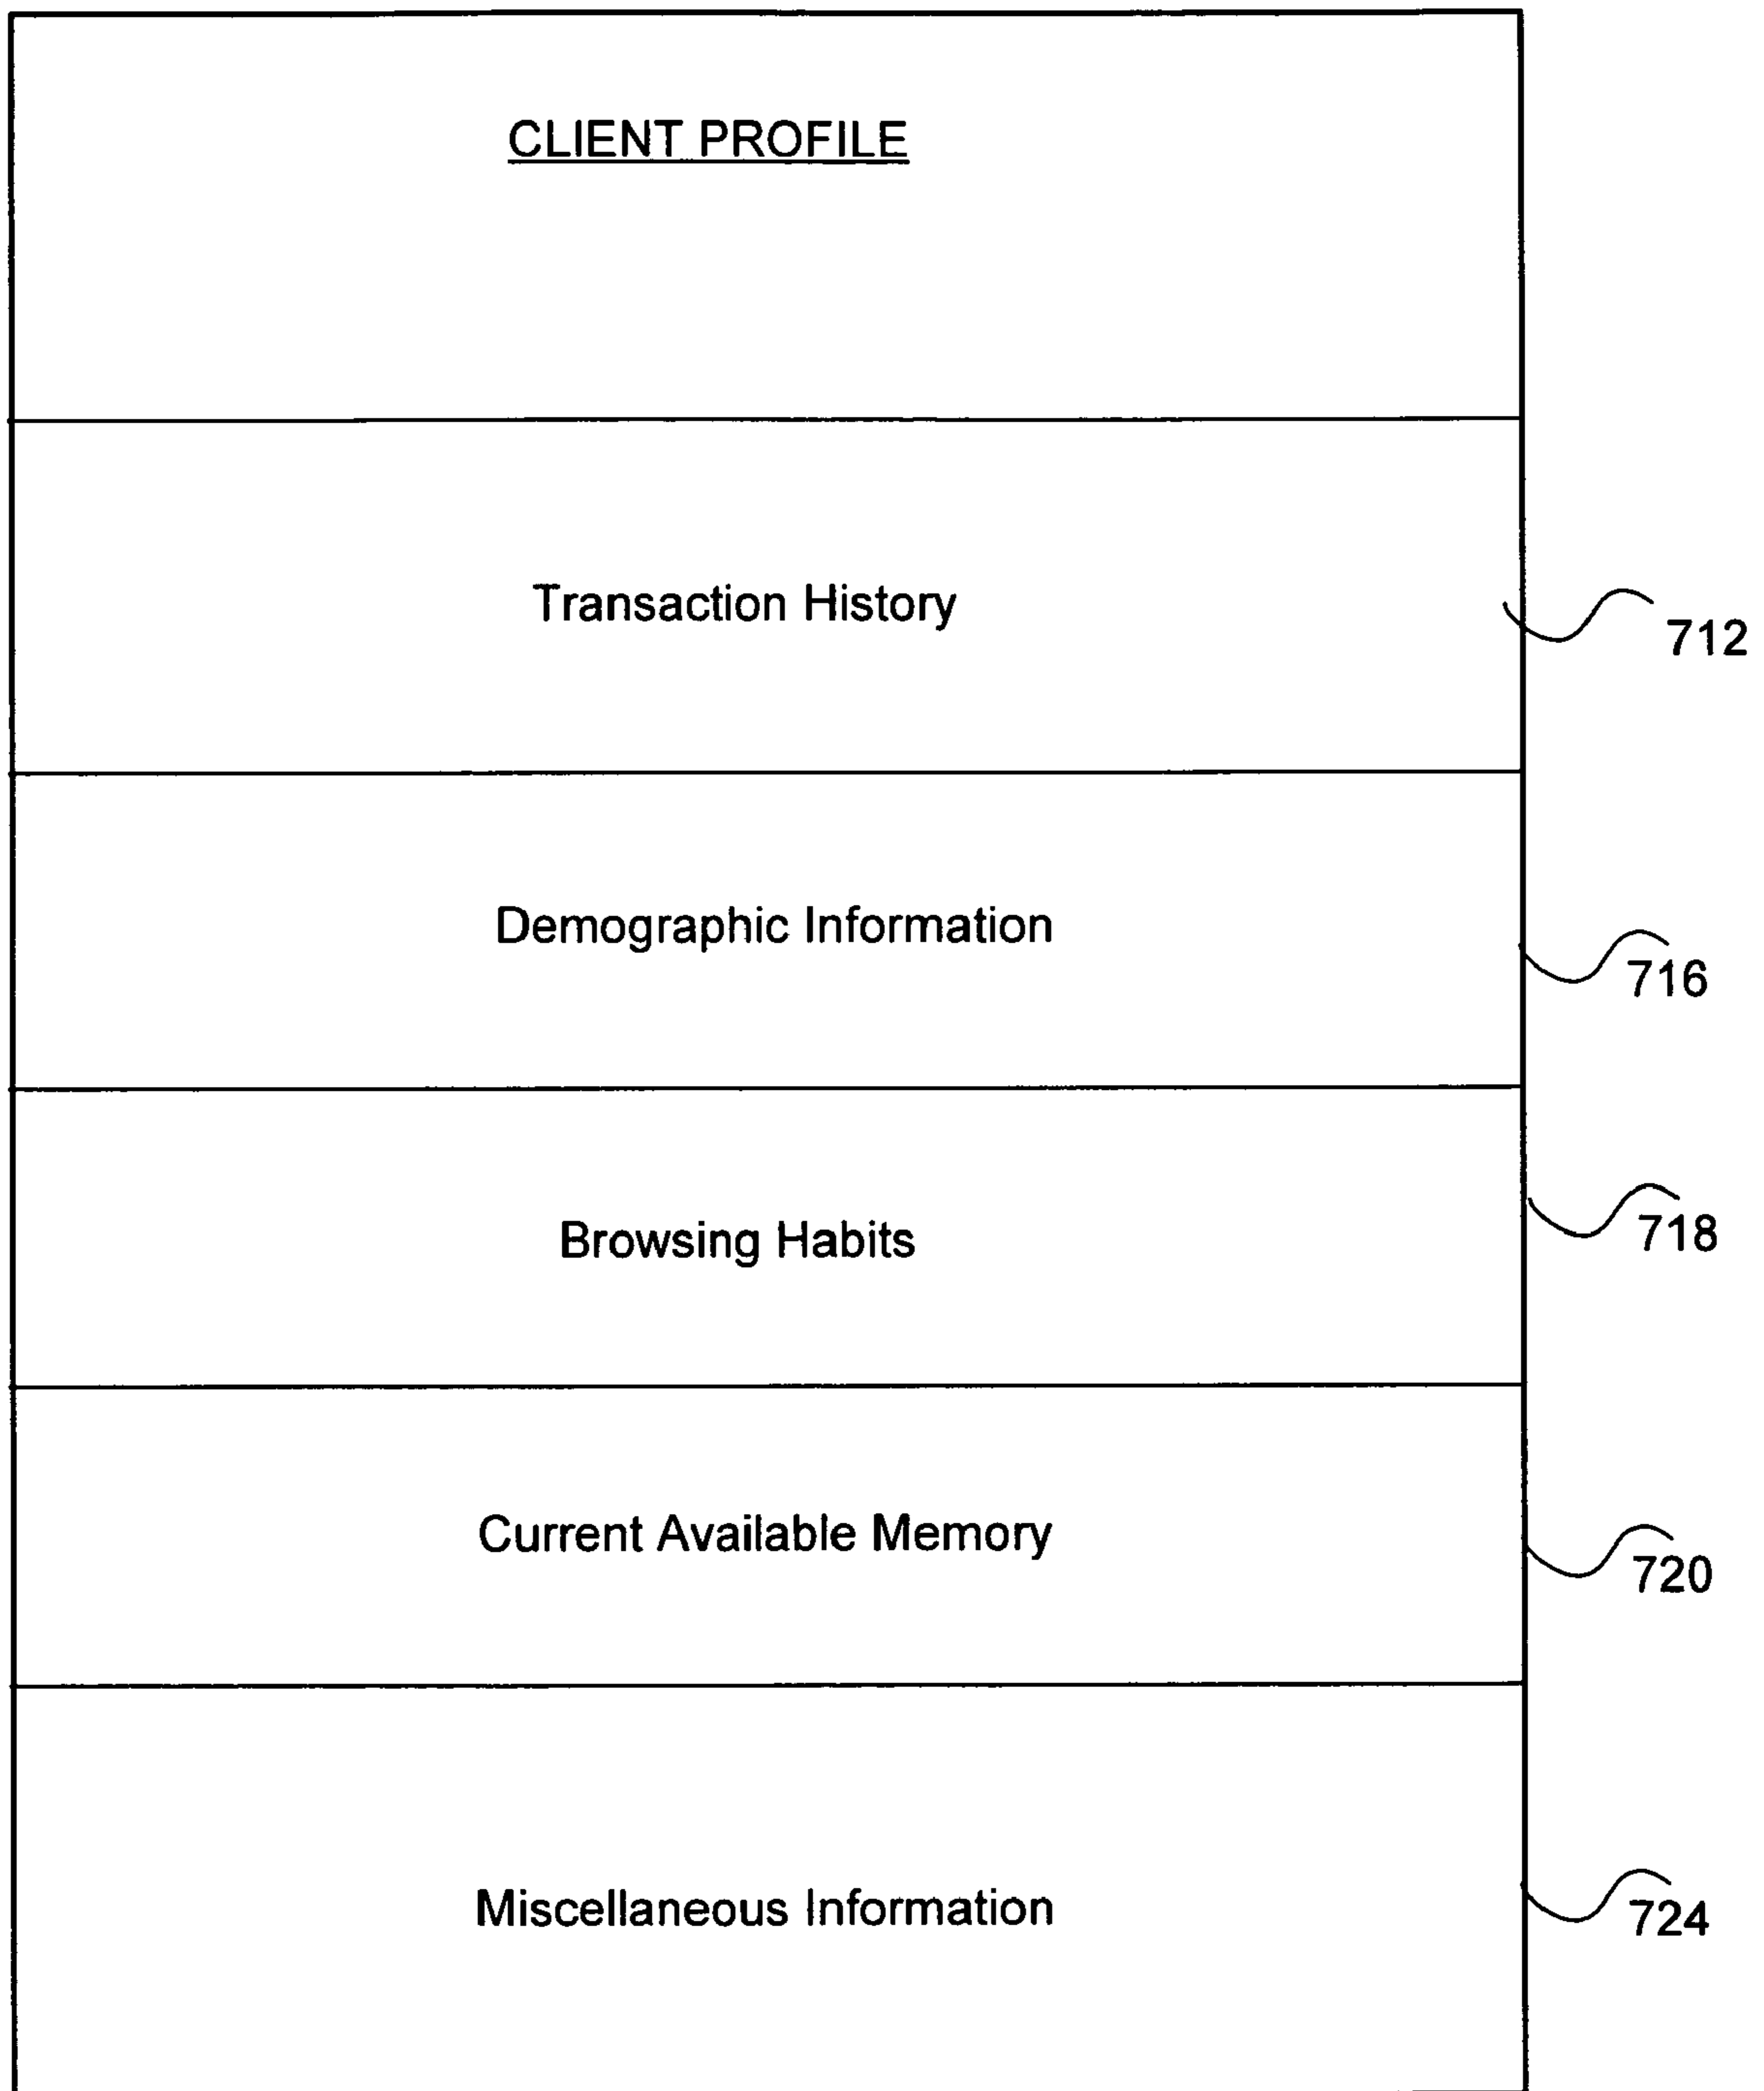 CLIENT PROFILE
Transaction History
712
Demographic Information
716
Browsing Habits
718
Current Available Memory
720
Miscellaneous Information
724